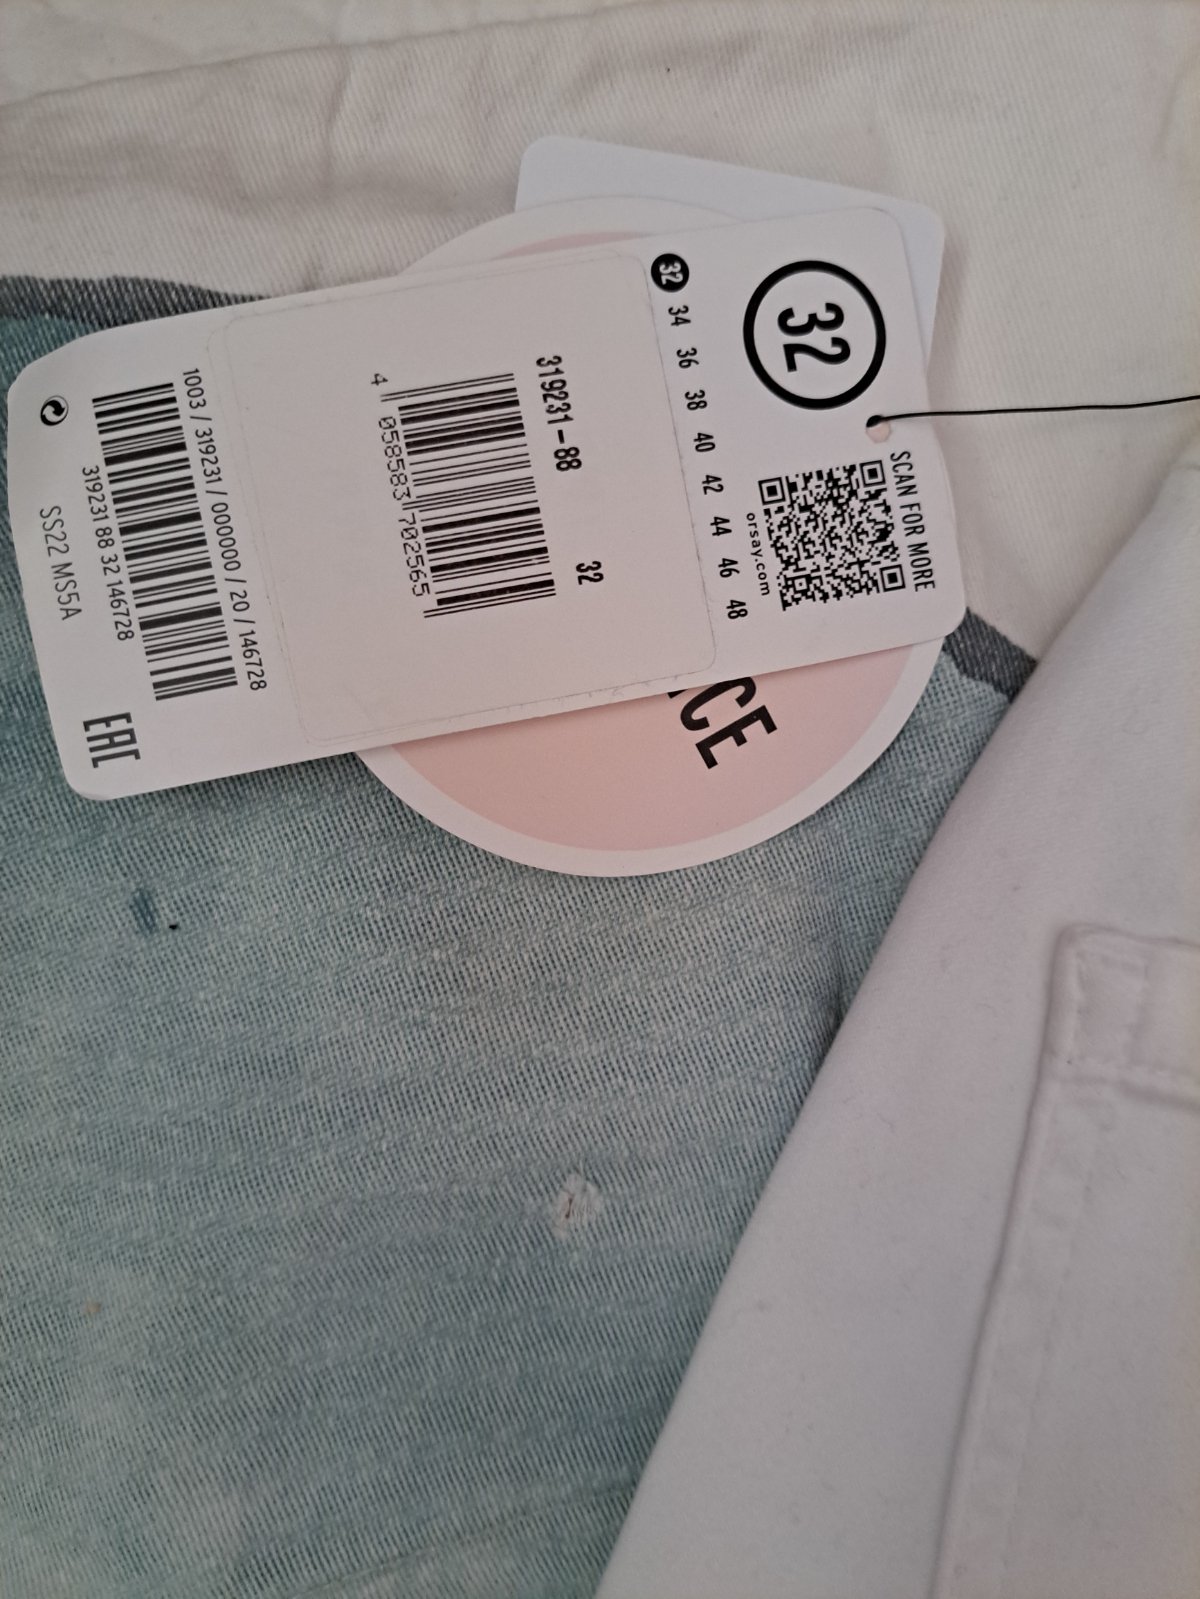 32
SCAN FOR MORE
orsay.com
32 34 36 38 40 42 44 46 48
319231-88 32
4 058583 702565
1003 / 319231 / 000000 / 20 / 146728
319231 88 32 146728
SS22 MS5A
EAC
CE